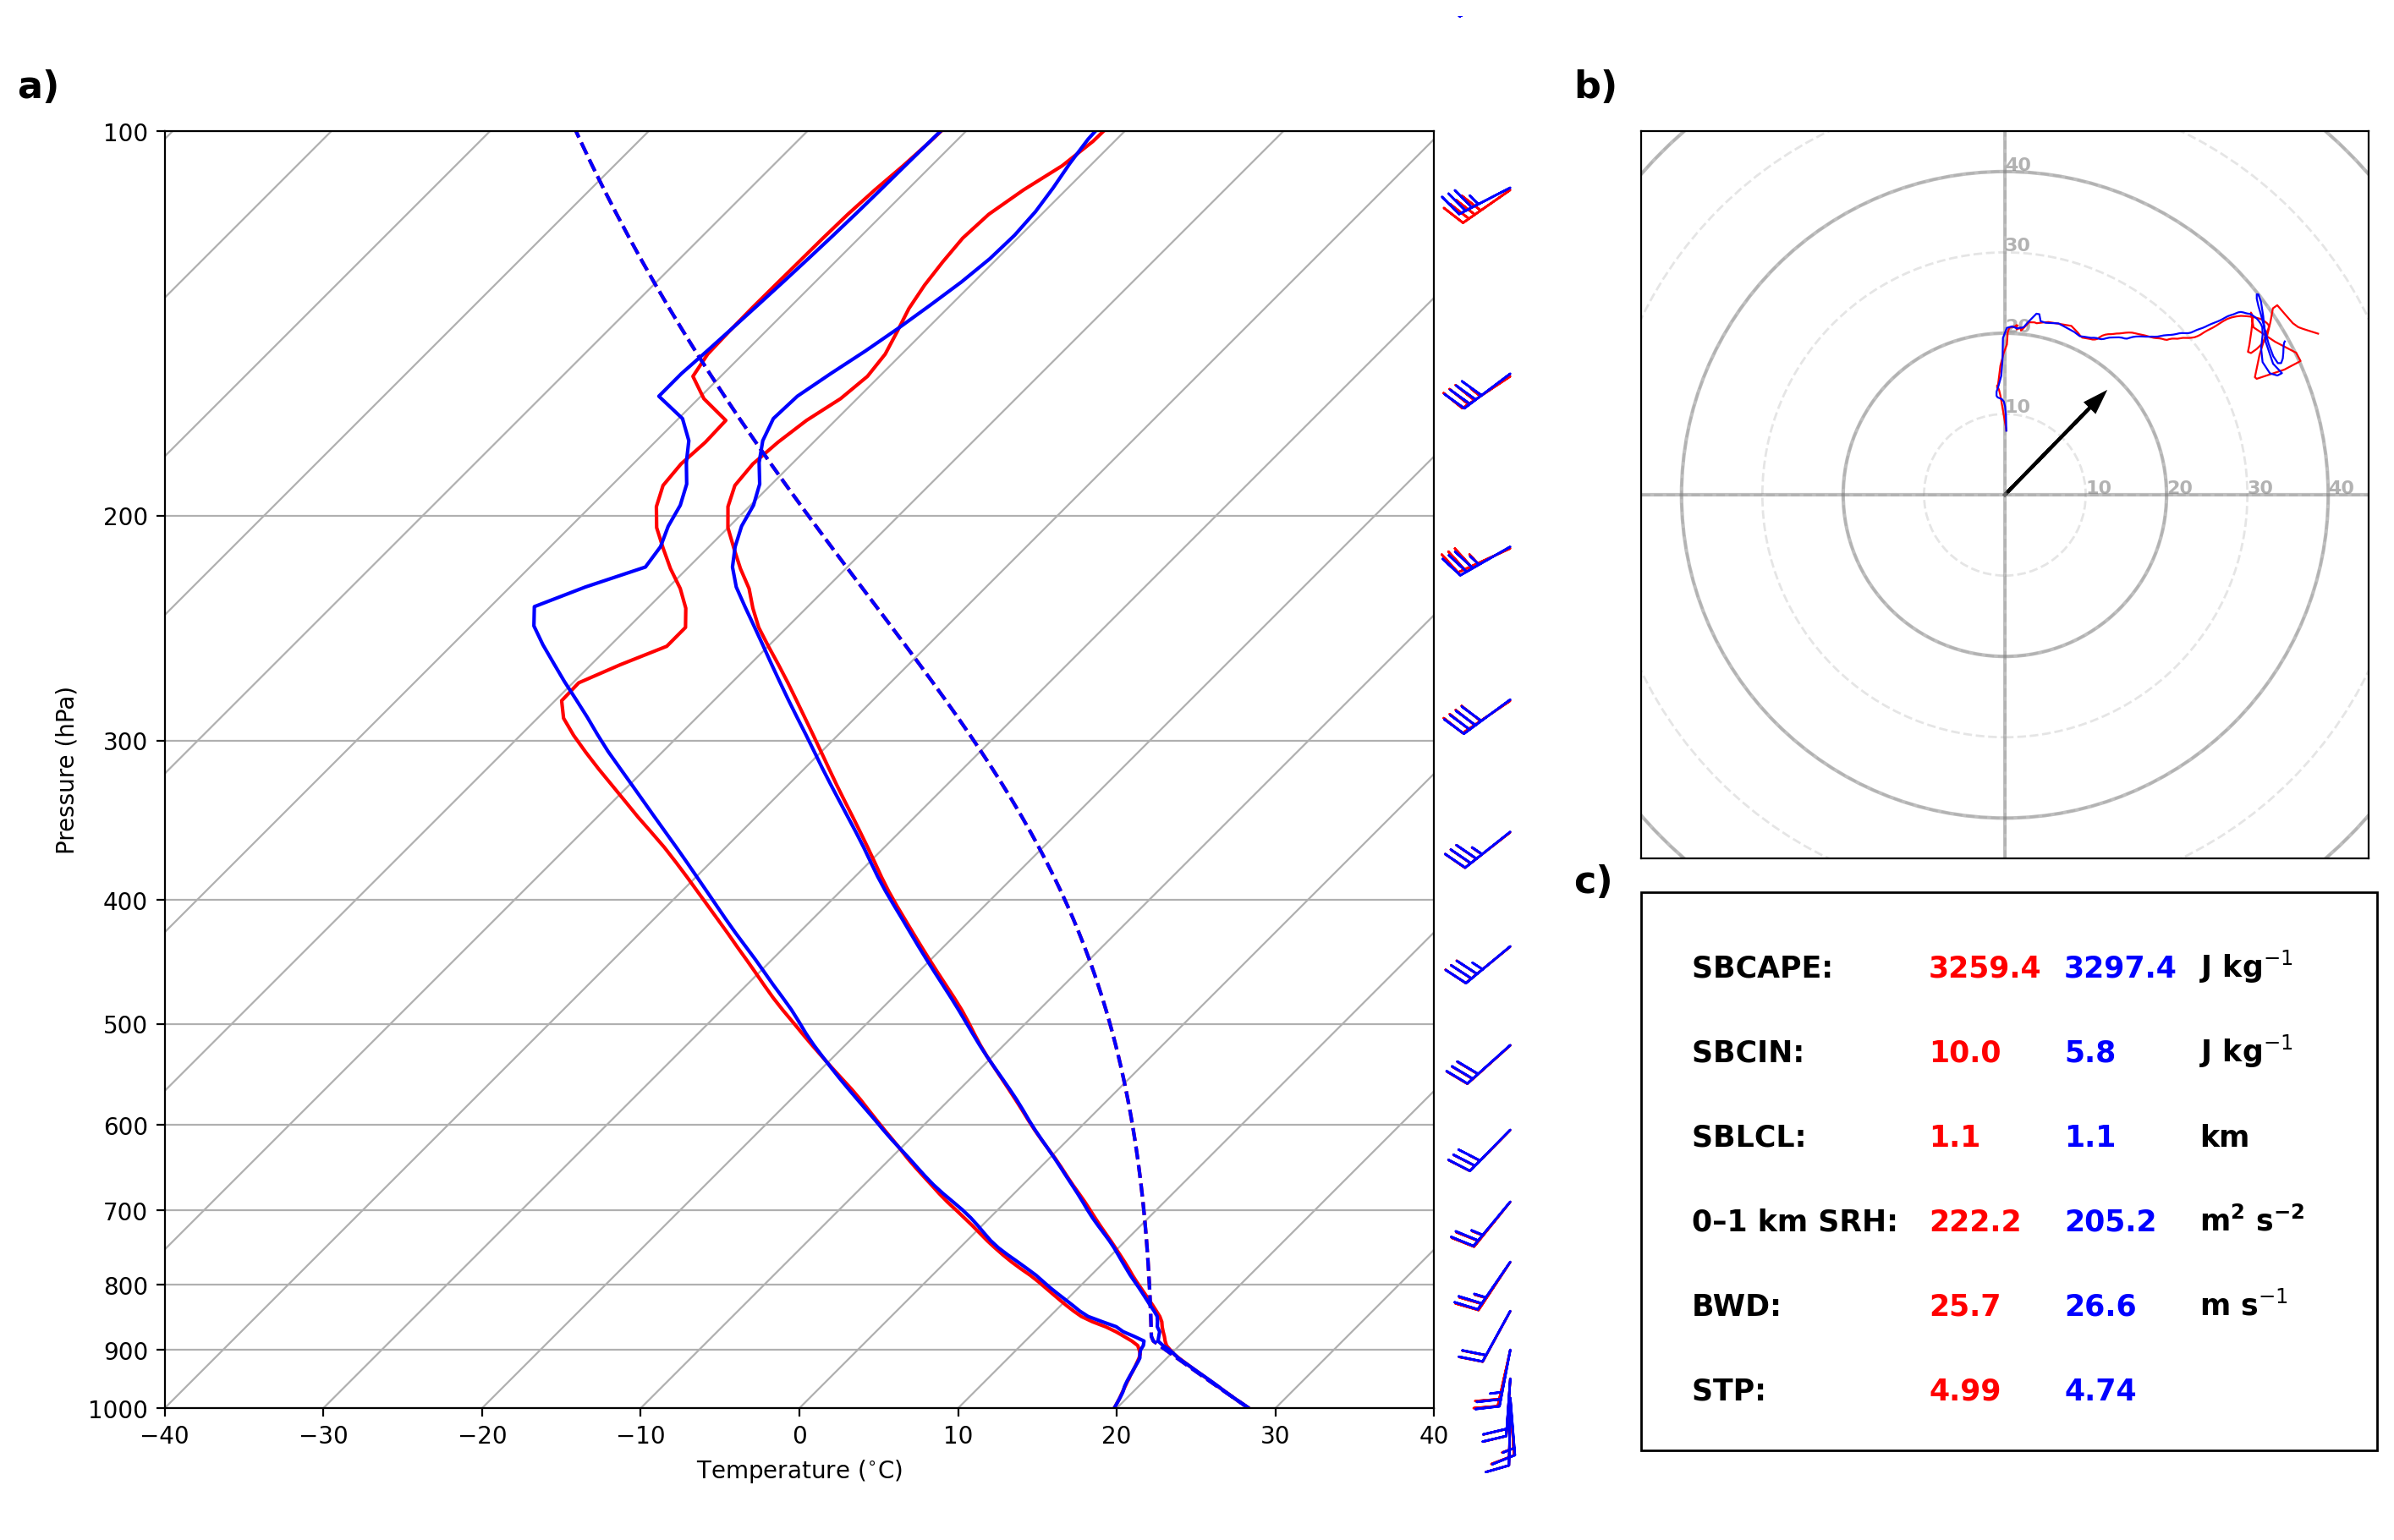 a)
100
200
300
400
500
600
700
800
900
1000
Pressure (hPa)
−40 −30 −20 −10 0 10 20 30 40
Temperature (°C)
b)
40
30
20
10
10 20 30 40
c)
SBCAPE: 3259.4 3297.4 J kg⁻¹
SBCIN: 10.0 5.8 J kg⁻¹
SBLCL: 1.1 1.1 km
0–1 km SRH: 222.2 205.2 m² s⁻²
BWD: 25.7 26.6 m s⁻¹
STP: 4.99 4.74